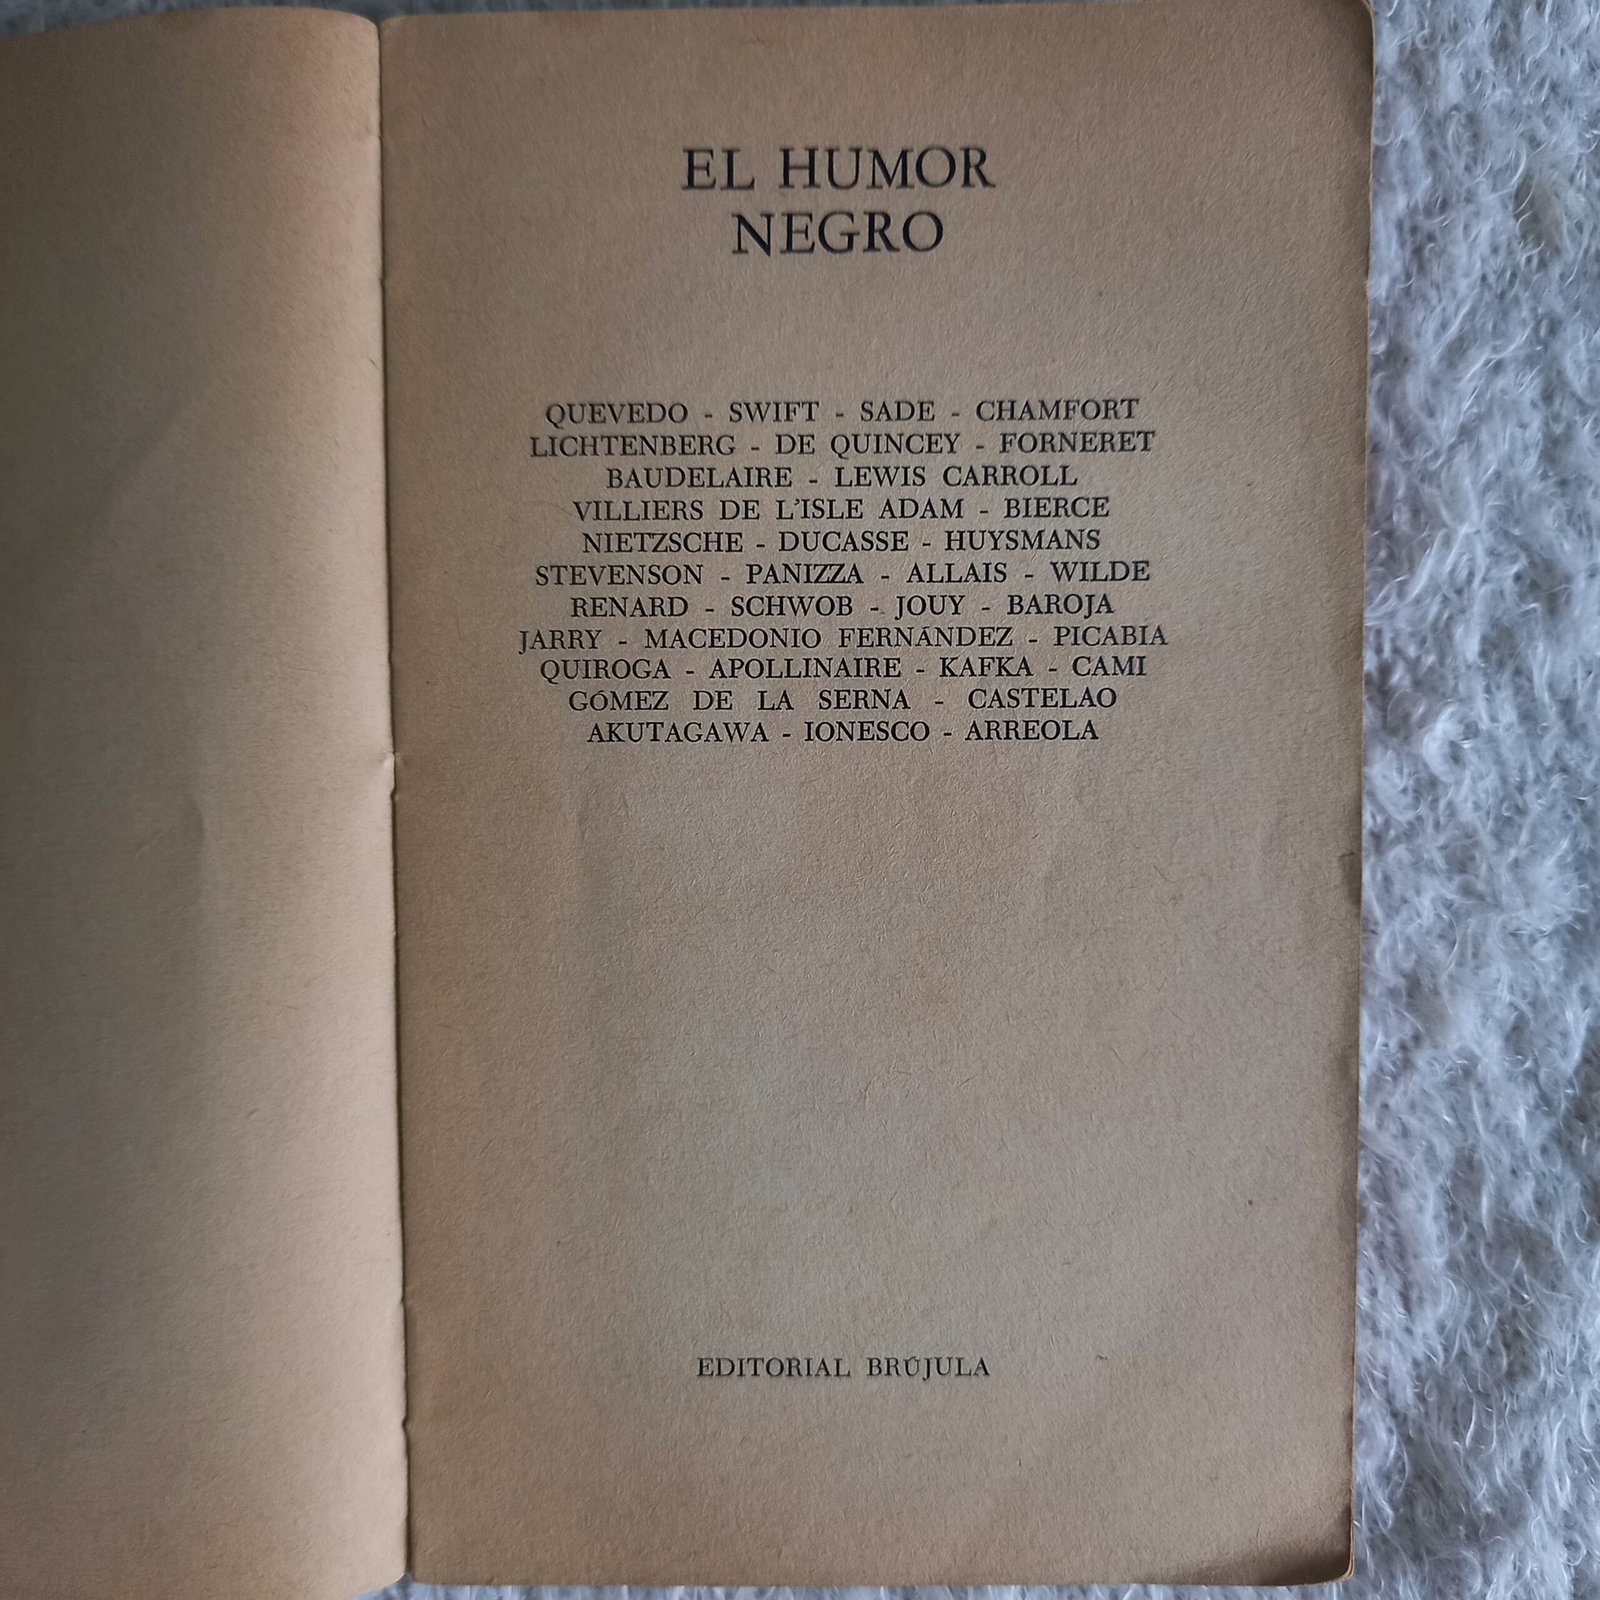 EL HUMOR
NEGRO
QUEVEDO - SWIFT - SADE - CHAMFORT
LICHTENBERG - DE QUINCEY - FORNERET
BAUDELAIRE - LEWIS CARROLL
VILLIERS DE L'ISLE ADAM - BIERCE
NIETZSCHE - DUCASSE - HUYSMANS
STEVENSON - PANIZZA - ALLAIS - WILDE
RENARD - SCHWOB - JOUY - BAROJA
JARRY - MACEDONIO FERNÁNDEZ - PICABIA
QUIROGA - APOLLINAIRE - KAFKA - CAMI
GÓMEZ DE LA SERNA - CASTELAO
AKUTAGAWA - IONESCO - ARREOLA
EDITORIAL BRÚJULA